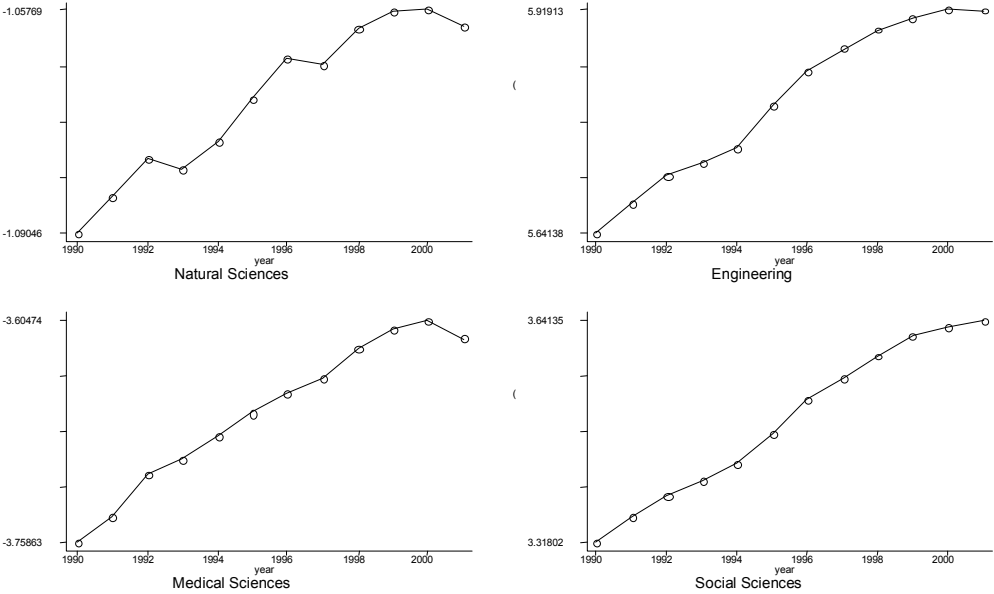 -1.05769
-1.09046
1990 1992 1994 1996 1998 2000
year
Natural Sciences
(
5.91913
5.64138
1990 1992 1994 1996 1998 2000
year
Engineering
-3.60474
-3.75863
1990 1992 1994 1996 1998 2000
year
Medical Sciences
(
3.64135
3.31802
1990 1992 1994 1996 1998 2000
year
Social Sciences